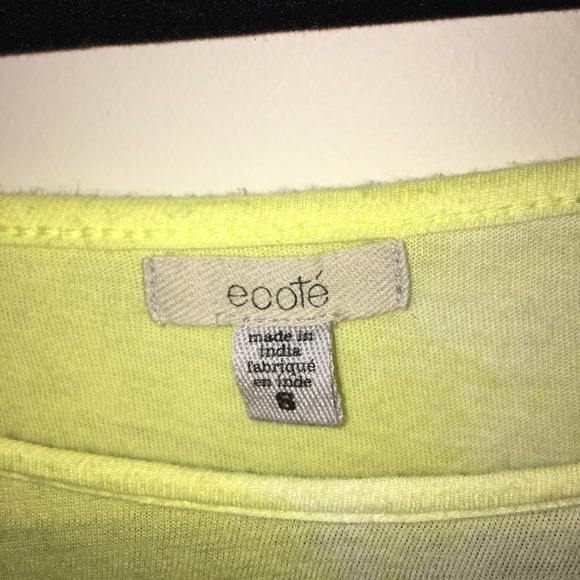 ecoté
made in
india
fabriqué
en inde
S